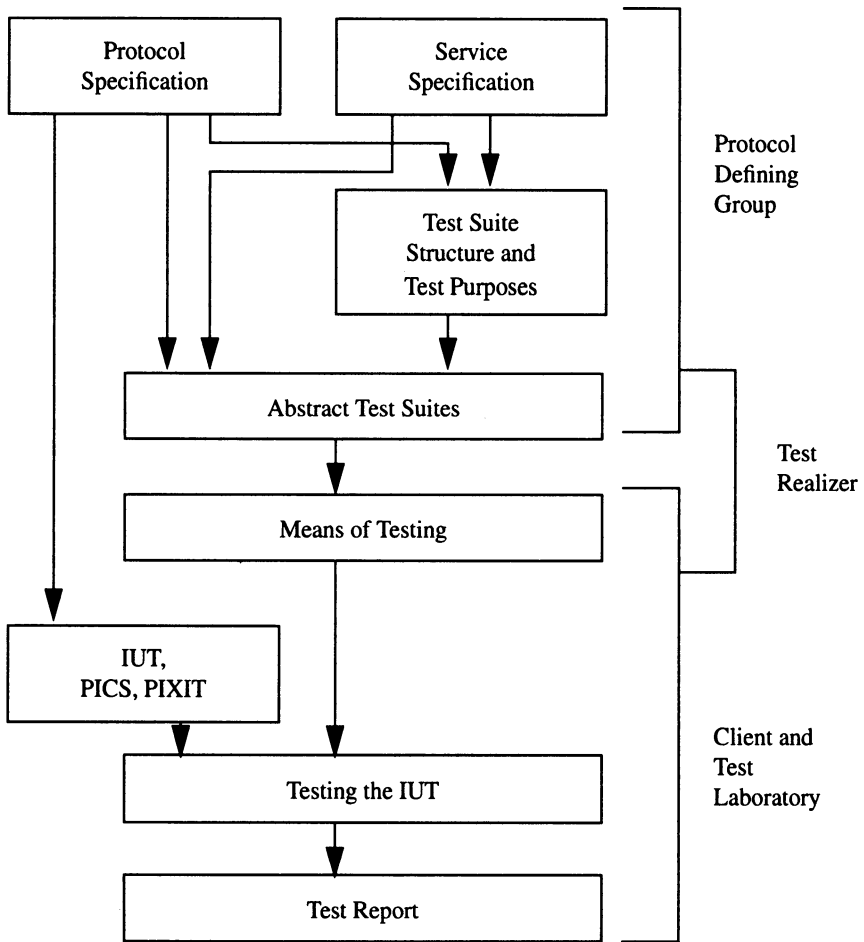 Protocol
Specification
Service
Specification
Protocol
Defining
Group
Test Suite
Structure and
Test Purposes
Abstract Test Suites
Test
Realizer
Means of Testing
IUT,
PICS, PIXIT
Client and
Test
Laboratory
Testing the IUT
Test Report